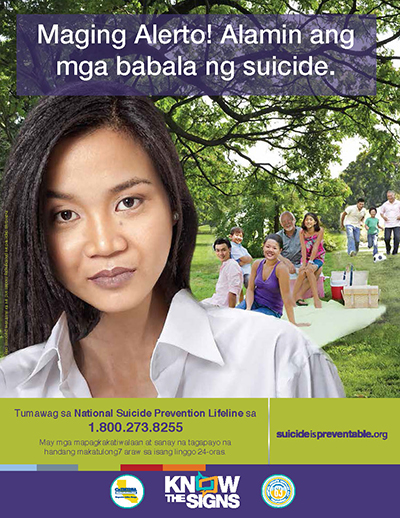 Maging Alerto! Alamin ang
mga babala ng suicide.
Tumawag sa National Suicide Prevention Lifeline sa
1.800.273.8255
May mga mapagkakatiwalaan at sanay na tagapayo na
handang makatulong7 araw sa isang linggo 24-oras.
suicideispreventable.org
KNOW
THE SIGNS